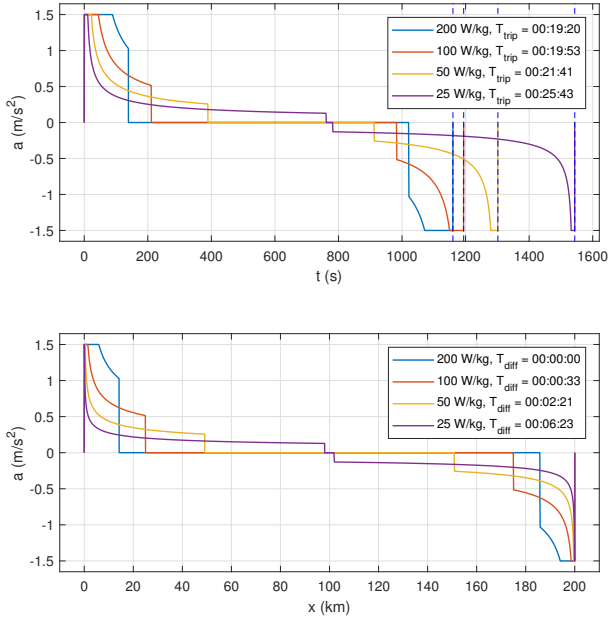 1.5
1
0.5
0
-0.5
-1
-1.5
a (m/s²)
200 W/kg, T_trip = 00:19:20
100 W/kg, T_trip = 00:19:53
50 W/kg, T_trip = 00:21:41
25 W/kg, T_trip = 00:25:43
0 200 400 600 800 1000 1200 1400 1600
t (s)
1.5
1
0.5
0
-0.5
-1
-1.5
a (m/s²)
200 W/kg, T_diff = 00:00:00
100 W/kg, T_diff = 00:00:33
50 W/kg, T_diff = 00:02:21
25 W/kg, T_diff = 00:06:23
0 20 40 60 80 100 120 140 160 180 200
x (km)